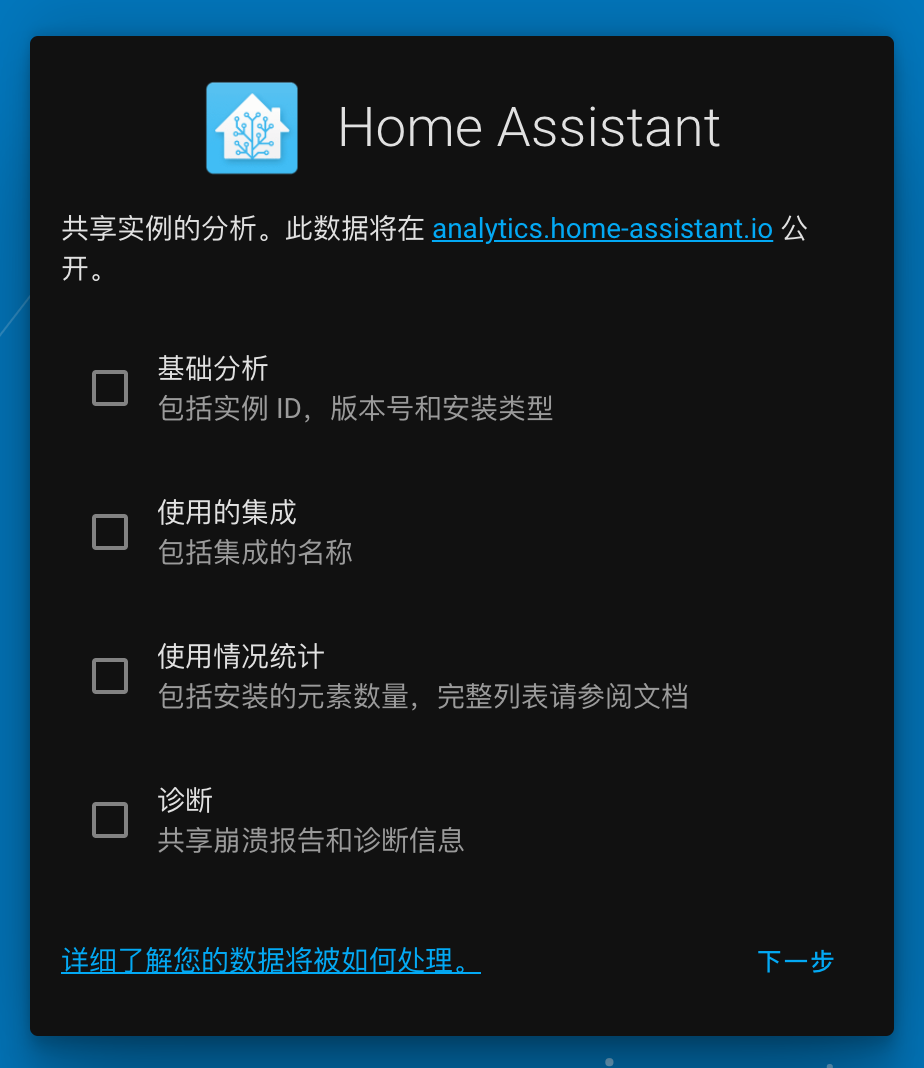 Home Assistant
共享实例的分析。此数据将在 analytics.home-assistant.io 公
开。
基础分析
包括实例 ID，版本号和安装类型
使用的集成
包括集成的名称
使用情况统计
包括安装的元素数量，完整列表请参阅文档
诊断
共享崩溃报告和诊断信息
详细了解您的数据将被如何处理。
下一步